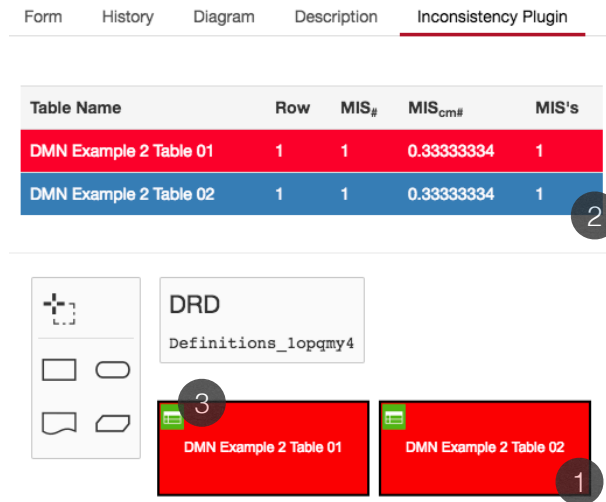 Form History Diagram Description Inconsistency Plugin
Table Name Row MIS# MIScm# MIS's
DMN Example 2 Table 01 1 1 0.33333334 1
DMN Example 2 Table 02 1 1 0.33333334 1
2
DRD
Definitions_1opqmy4
3
DMN Example 2 Table 01 DMN Example 2 Table 02
1